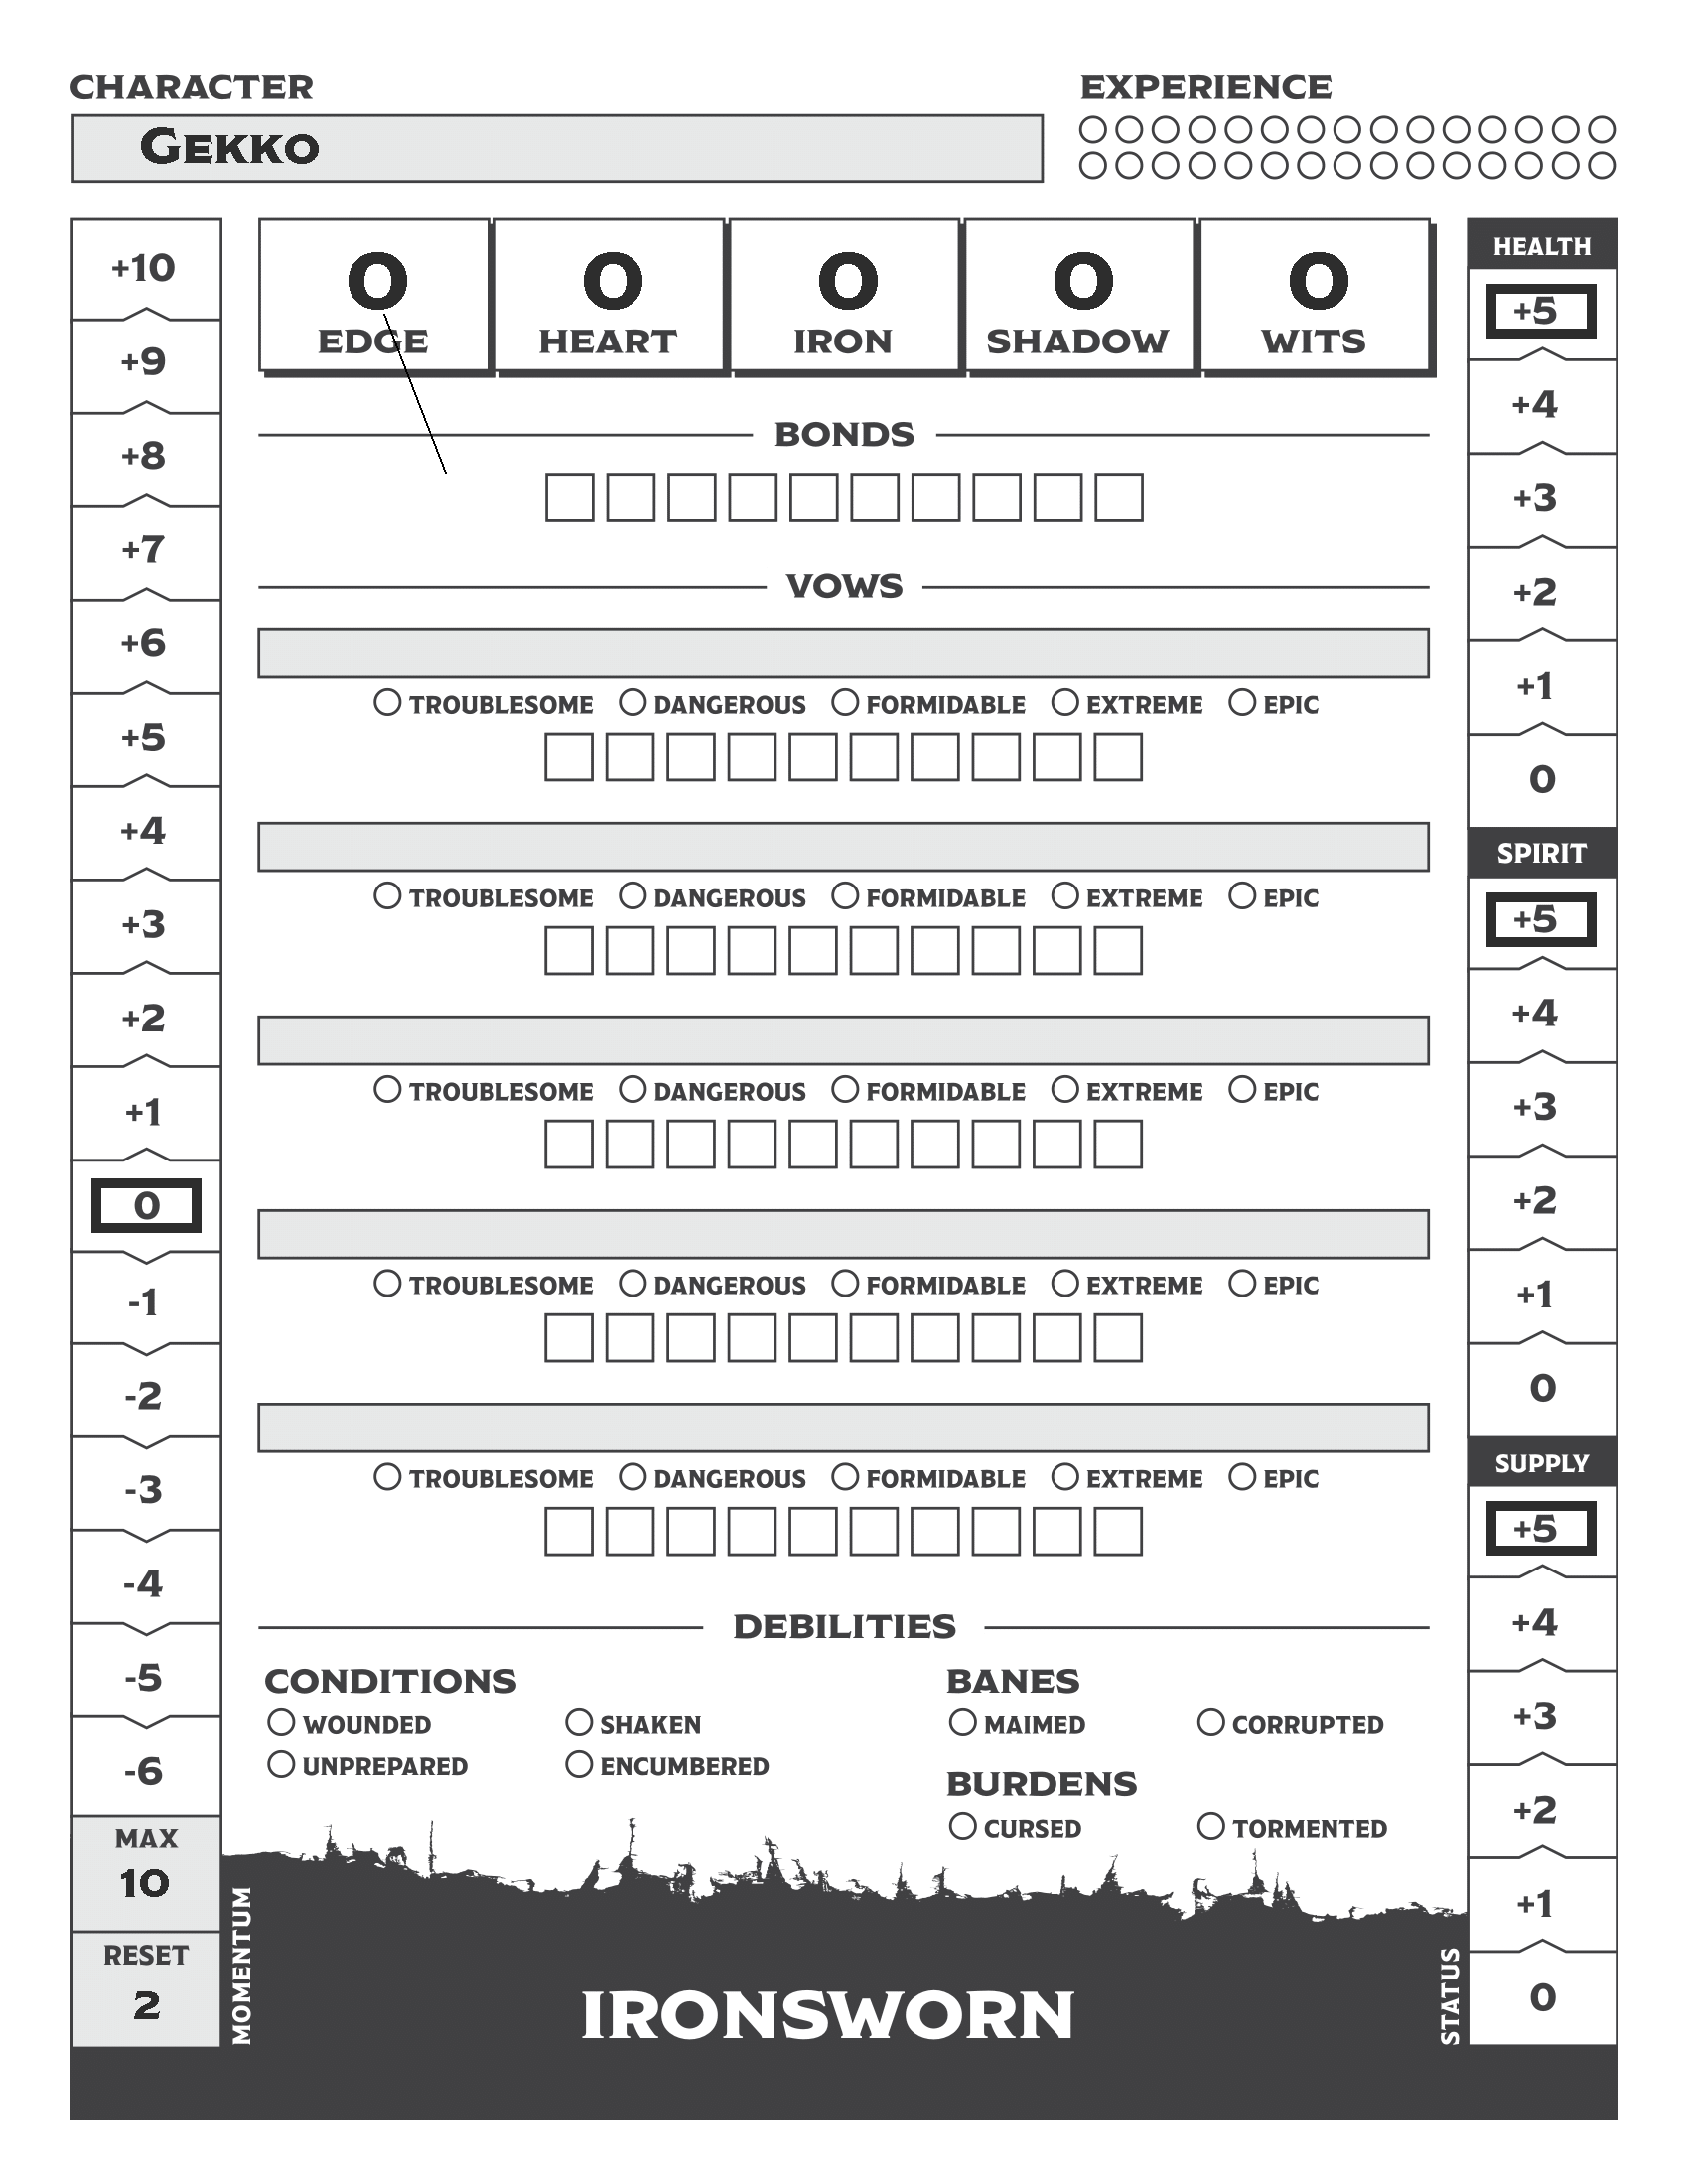 CHARACTER
EXPERIENCE
GEKKO
+10
+9
+8
+7
+6
+5
+4
+3
+2
+1
0
-1
-2
-3
-4
-5
-6
MAX
10
RESET
2
MOMENTUM
0 0 0 0 0
EDGE HEART IRON SHADOW WITS
BONDS
VOWS
TROUBLESOME DANGEROUS FORMIDABLE EXTREME EPIC
TROUBLESOME DANGEROUS FORMIDABLE EXTREME EPIC
TROUBLESOME DANGEROUS FORMIDABLE EXTREME EPIC
TROUBLESOME DANGEROUS FORMIDABLE EXTREME EPIC
TROUBLESOME DANGEROUS FORMIDABLE EXTREME EPIC
DEBILITIES
CONDITIONS
WOUNDED SHAKEN
UNPREPARED ENCUMBERED
BANES
MAIMED CORRUPTED
BURDENS
CURSED TORMENTED
IRONSWORN
HEALTH
+5
+4
+3
+2
+1
0
SPIRIT
+5
+4
+3
+2
+1
0
SUPPLY
+5
+4
+3
+2
+1
0
STATUS